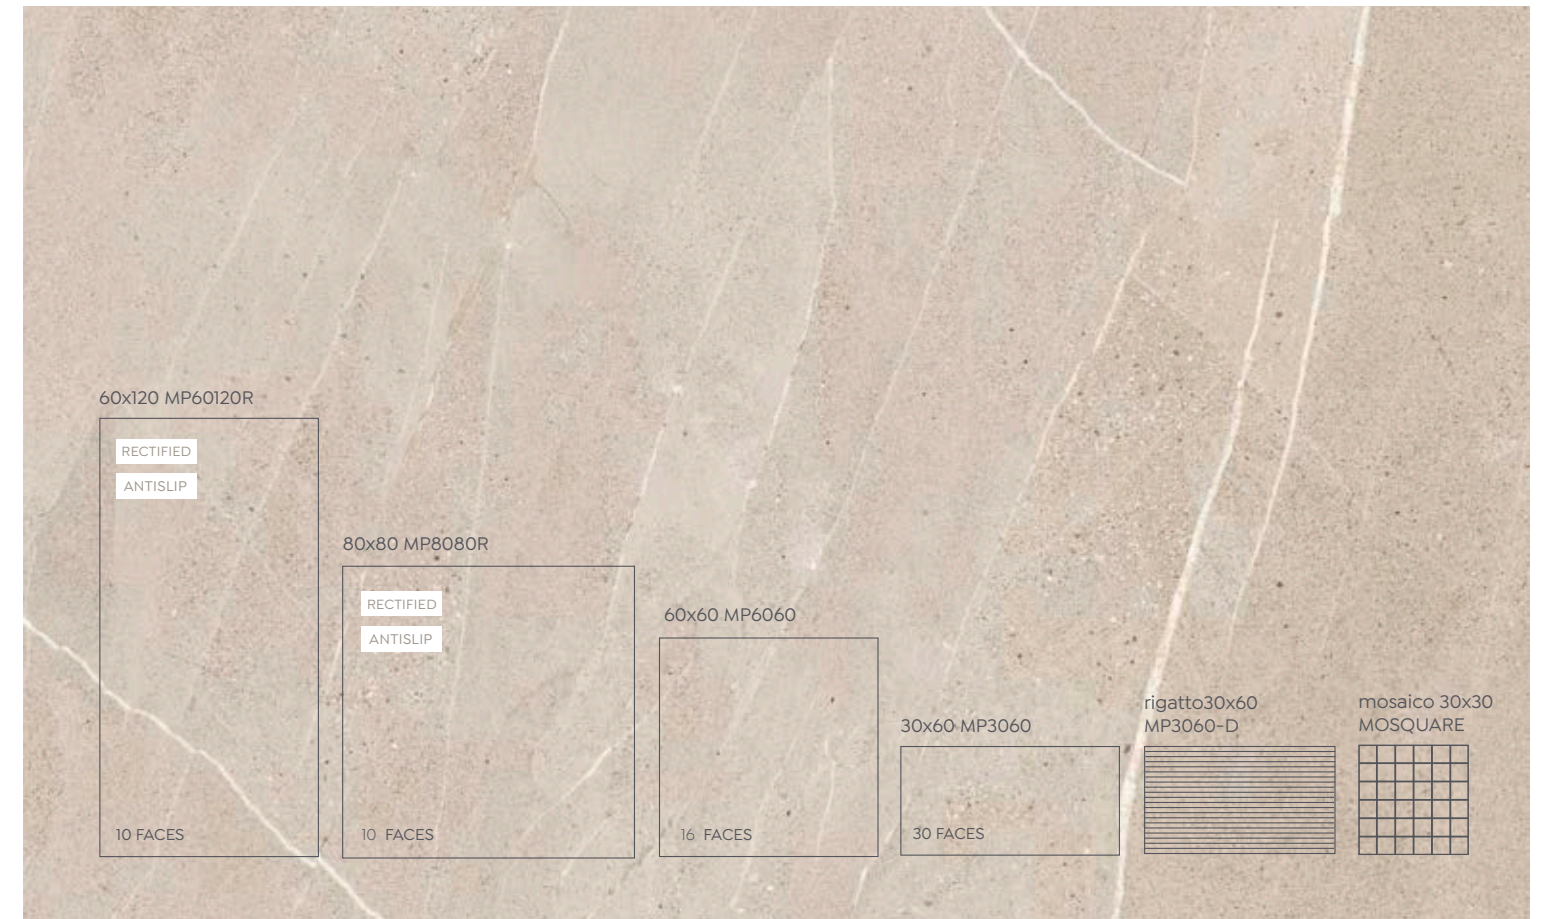 60x120 MP60120R
RECTIFIED
ANTISLIP
10 FACES
80x80 MP8080R
RECTIFIED
ANTISLIP
10 FACES
60x60 MP6060
16 FACES
30x60 MP3060
30 FACES
rigatto30x60
MP3060-D
mosaico 30x30
MOSQUARE